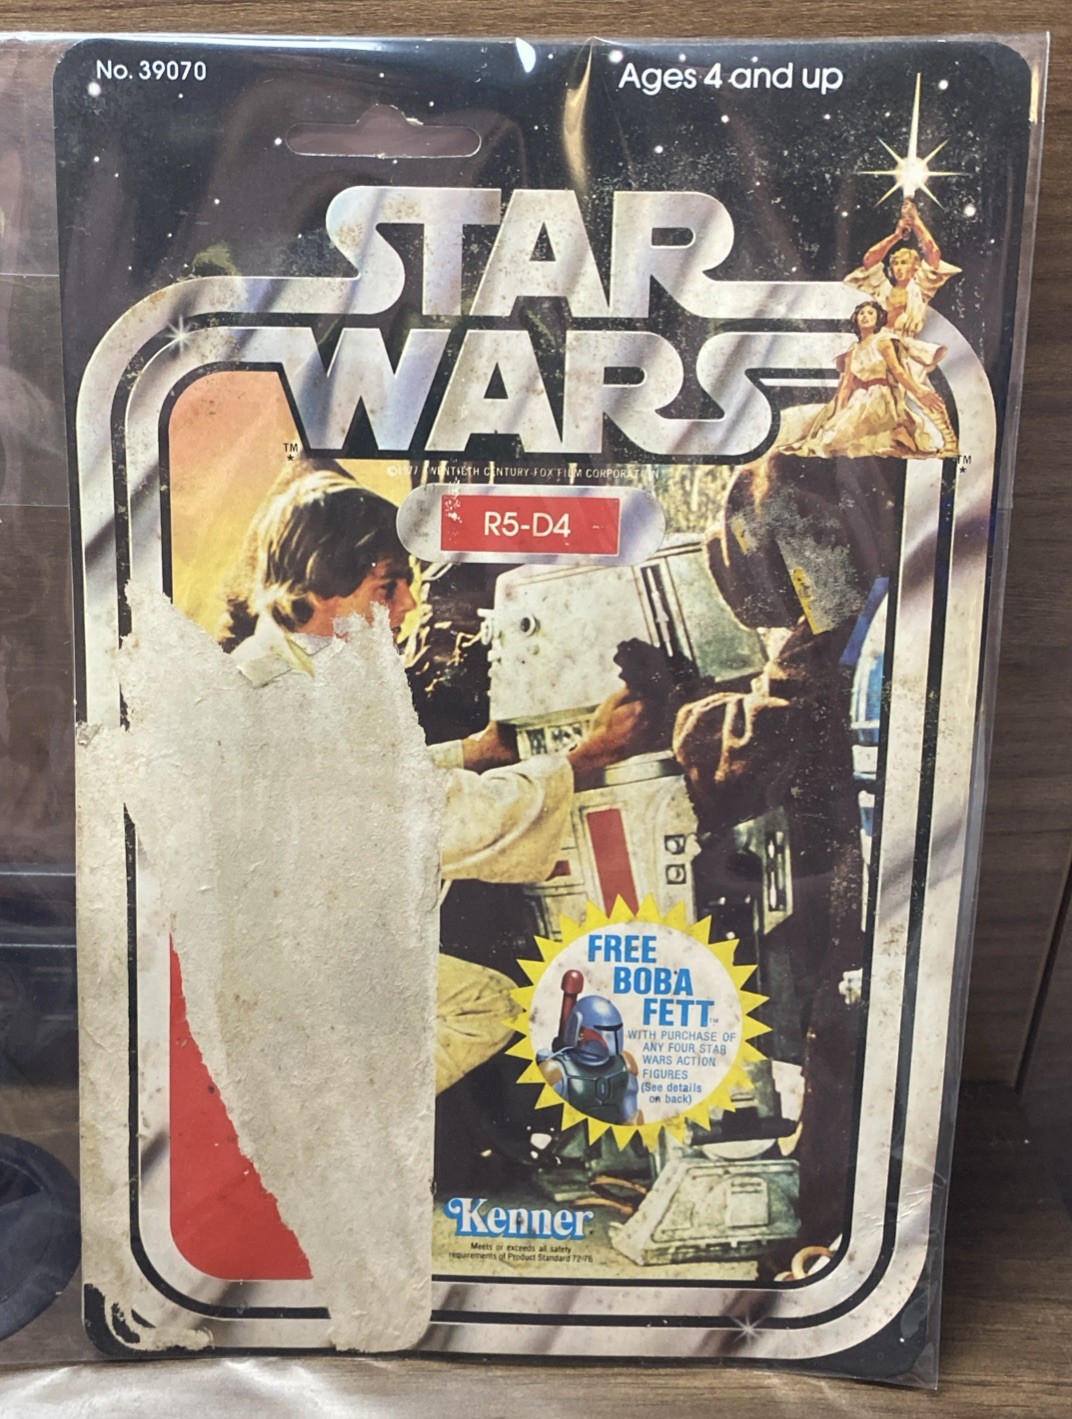 No. 39070
Ages 4 and up
STAR
WARS
TM
TM
©1977 TWENTIETH CENTURY-FOX FILM CORPORATION
R5-D4
FREE
BOBA
FETT™
WITH PURCHASE OF
ANY FOUR STAR
WARS ACTION
FIGURES
(See details
on back)
Kenner
Meets or exceeds all safety
requirements of Product Standard 72-76